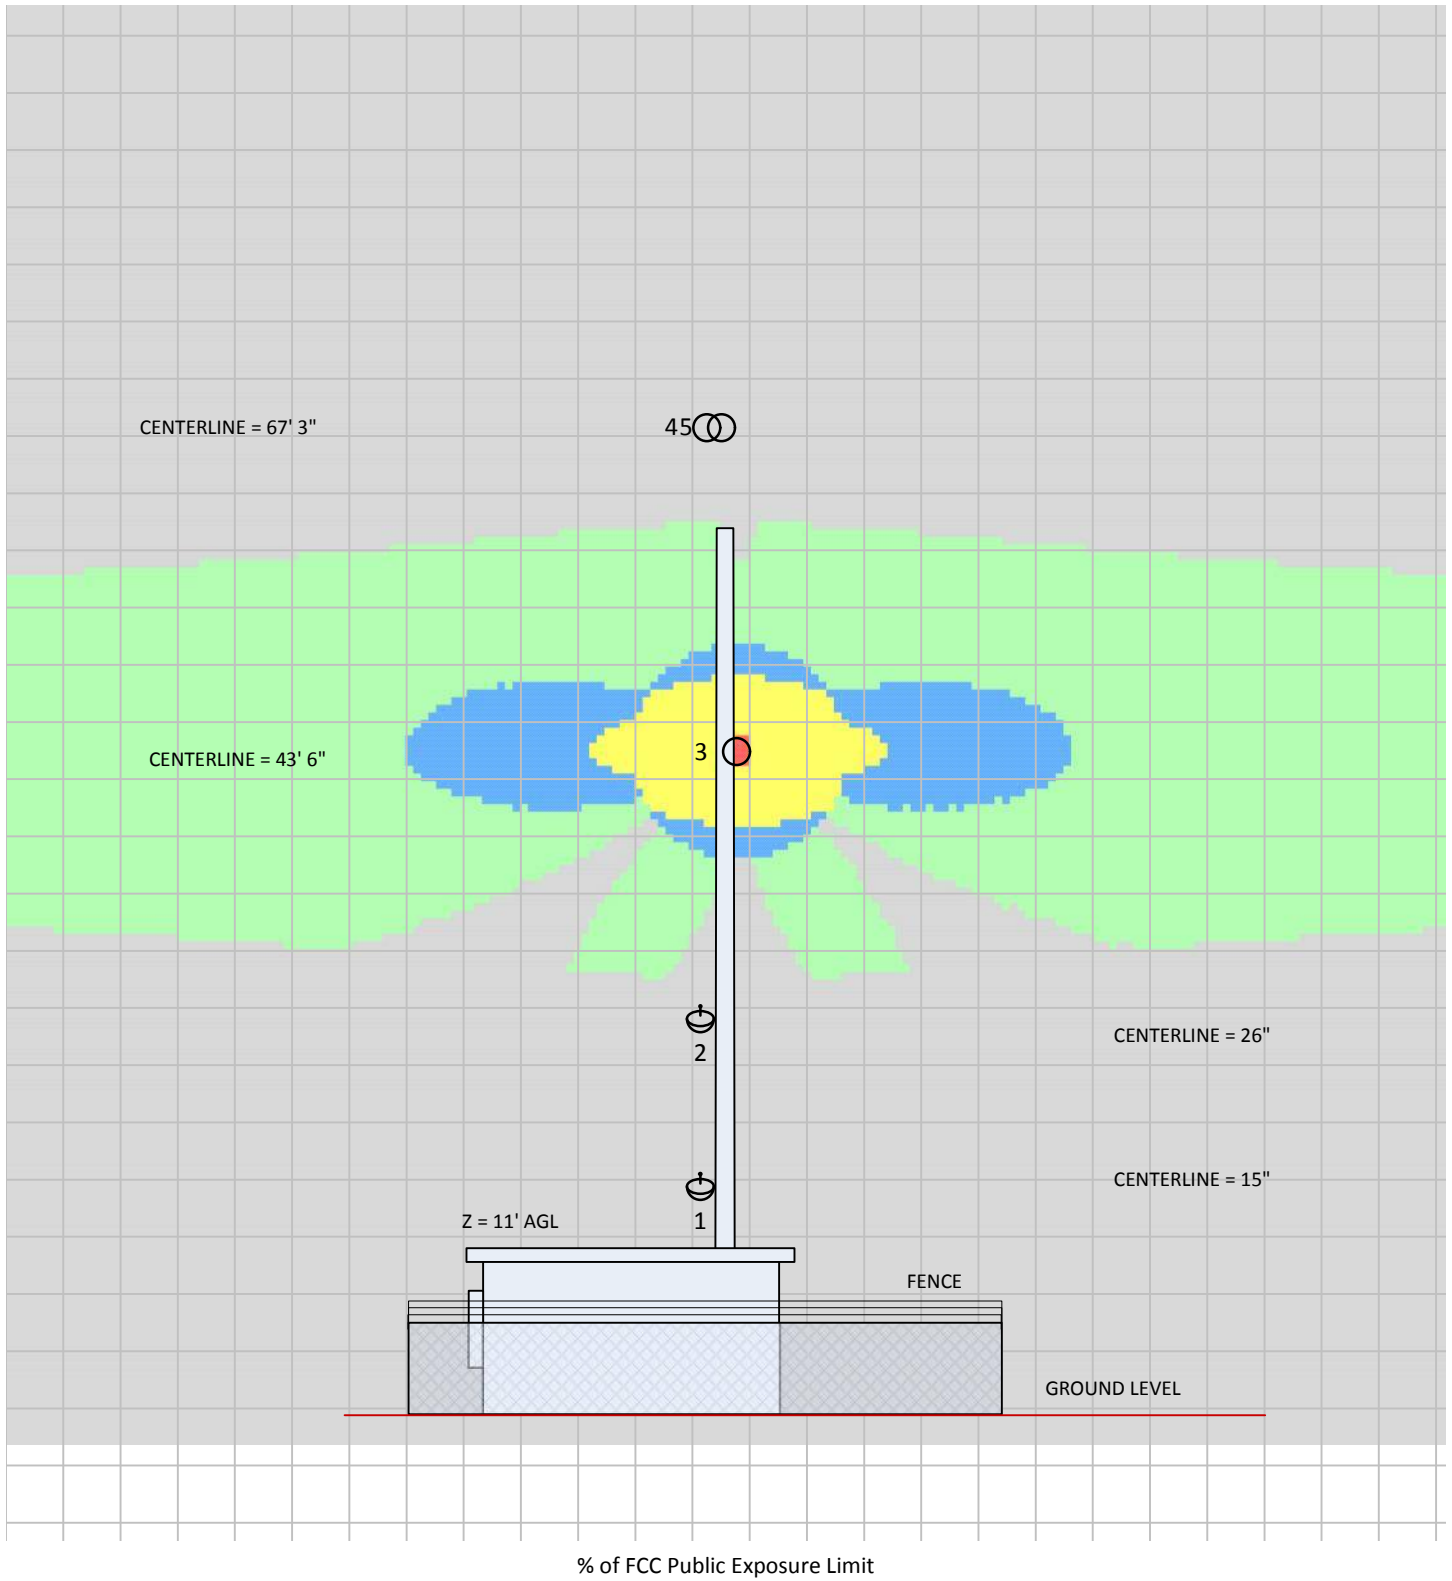 CENTERLINE = 67' 3"
45
CENTERLINE = 43' 6"
3
2
CENTERLINE = 26"
CENTERLINE = 15"
1
Z = 11' AGL
FENCE
GROUND LEVEL
% of FCC Public Exposure Limit